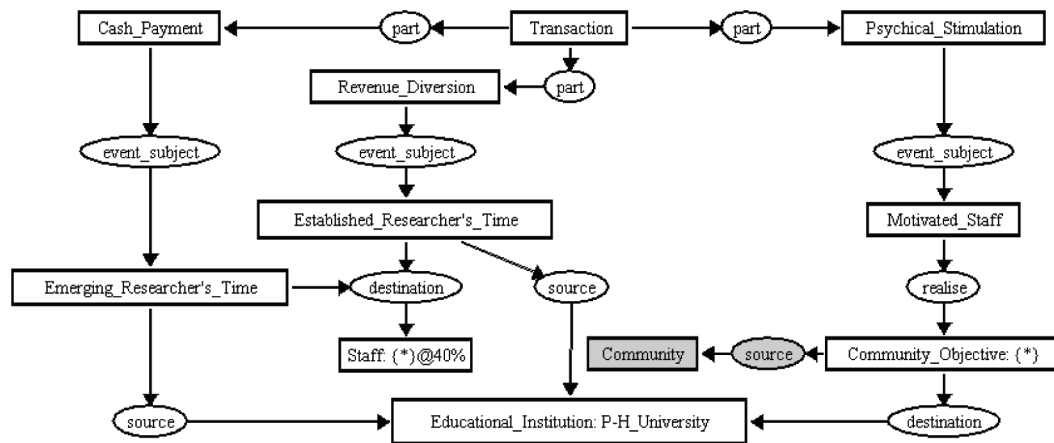 Cash_Payment part Transaction part Psychical_Stimulation
Revenue_Diversion part
event_subject event_subject event_subject
Established_Researcher's_Time Motivated_Staff
Emerging_Researcher's_Time destination source realise
Staff: {*}@40% Community source Community_Objective: {*}
source Educational_Institution: P-H_University destination